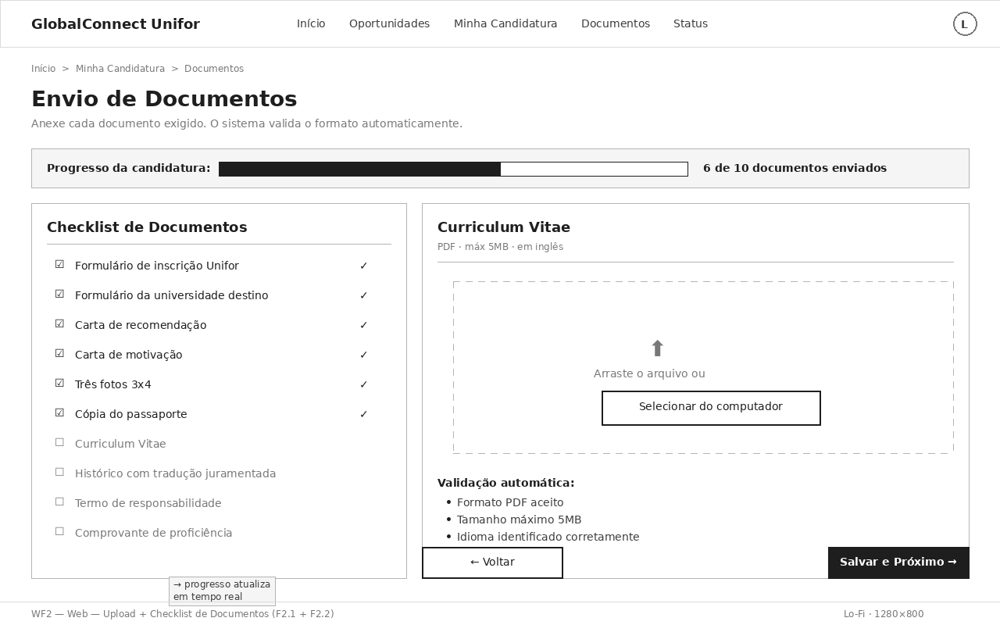 GlobalConnect Unifor
Início Oportunidades Minha Candidatura Documentos Status
L
Início > Minha Candidatura > Documentos
Envio de Documentos
Anexe cada documento exigido. O sistema valida o formato automaticamente.
Progresso da candidatura: 6 de 10 documentos enviados
Checklist de Documentos
☑ Formulário de inscrição Unifor ✓
☑ Formulário da universidade destino ✓
☑ Carta de recomendação ✓
☑ Carta de motivação ✓
☑ Três fotos 3x4 ✓
☑ Cópia do passaporte ✓
☐ Curriculum Vitae
☐ Histórico com tradução juramentada
☐ Termo de responsabilidade
☐ Comprovante de proficiência
→ progresso atualiza
em tempo real
Curriculum Vitae
PDF · máx 5MB · em inglês
⬆
Arraste o arquivo ou
Selecionar do computador
Validação automática:
• Formato PDF aceito
• Tamanho máximo 5MB
• Idioma identificado corretamente
← Voltar
Salvar e Próximo →
WF2 — Web — Upload + Checklist de Documentos (F2.1 + F2.2)
Lo-Fi · 1280×800